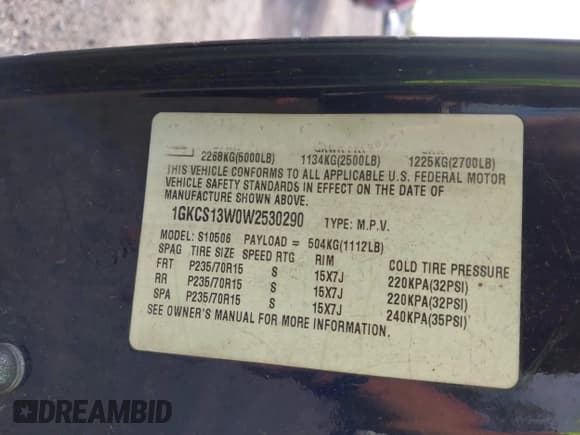 2268KG(5000LB) 1134KG(2500LB) 1225KG(2700LB)
THIS VEHICLE CONFORMS TO ALL APPLICABLE U.S. FEDERAL MOTOR
VEHICLE SAFETY STANDARDS IN EFFECT ON THE DATE OF
MANUFACTURE SHOWN ABOVE.
1GKCS13W0W2530290 TYPE: M.P.V.
MODEL: S10506 PAYLOAD = 504KG(1112LB)
SPAG TIRE SIZE SPEED RTG RIM COLD TIRE PRESSURE
FRT P235/70R15 S 15X7J 220KPA(32PSI)
RR P235/70R15 S 15X7J 220KPA(32PSI)
SPA P235/70R15 S 15X7J 240KPA(35PSI)
SEE OWNER'S MANUAL FOR MORE INFORMATION.
DREAMBID